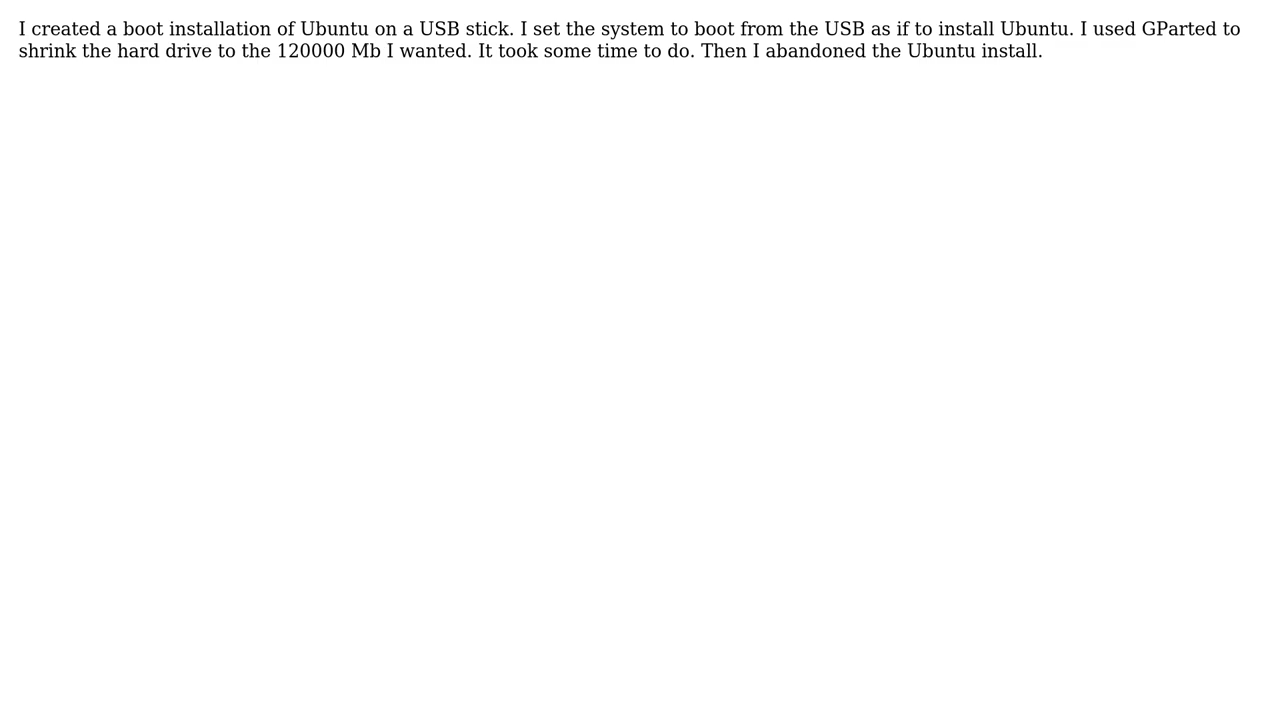 I created a boot installation of Ubuntu on a USB stick. I set the system to boot from the USB as if to install Ubuntu. I used GParted to
shrink the hard drive to the 120000 Mb I wanted. It took some time to do. Then I abandoned the Ubuntu install.